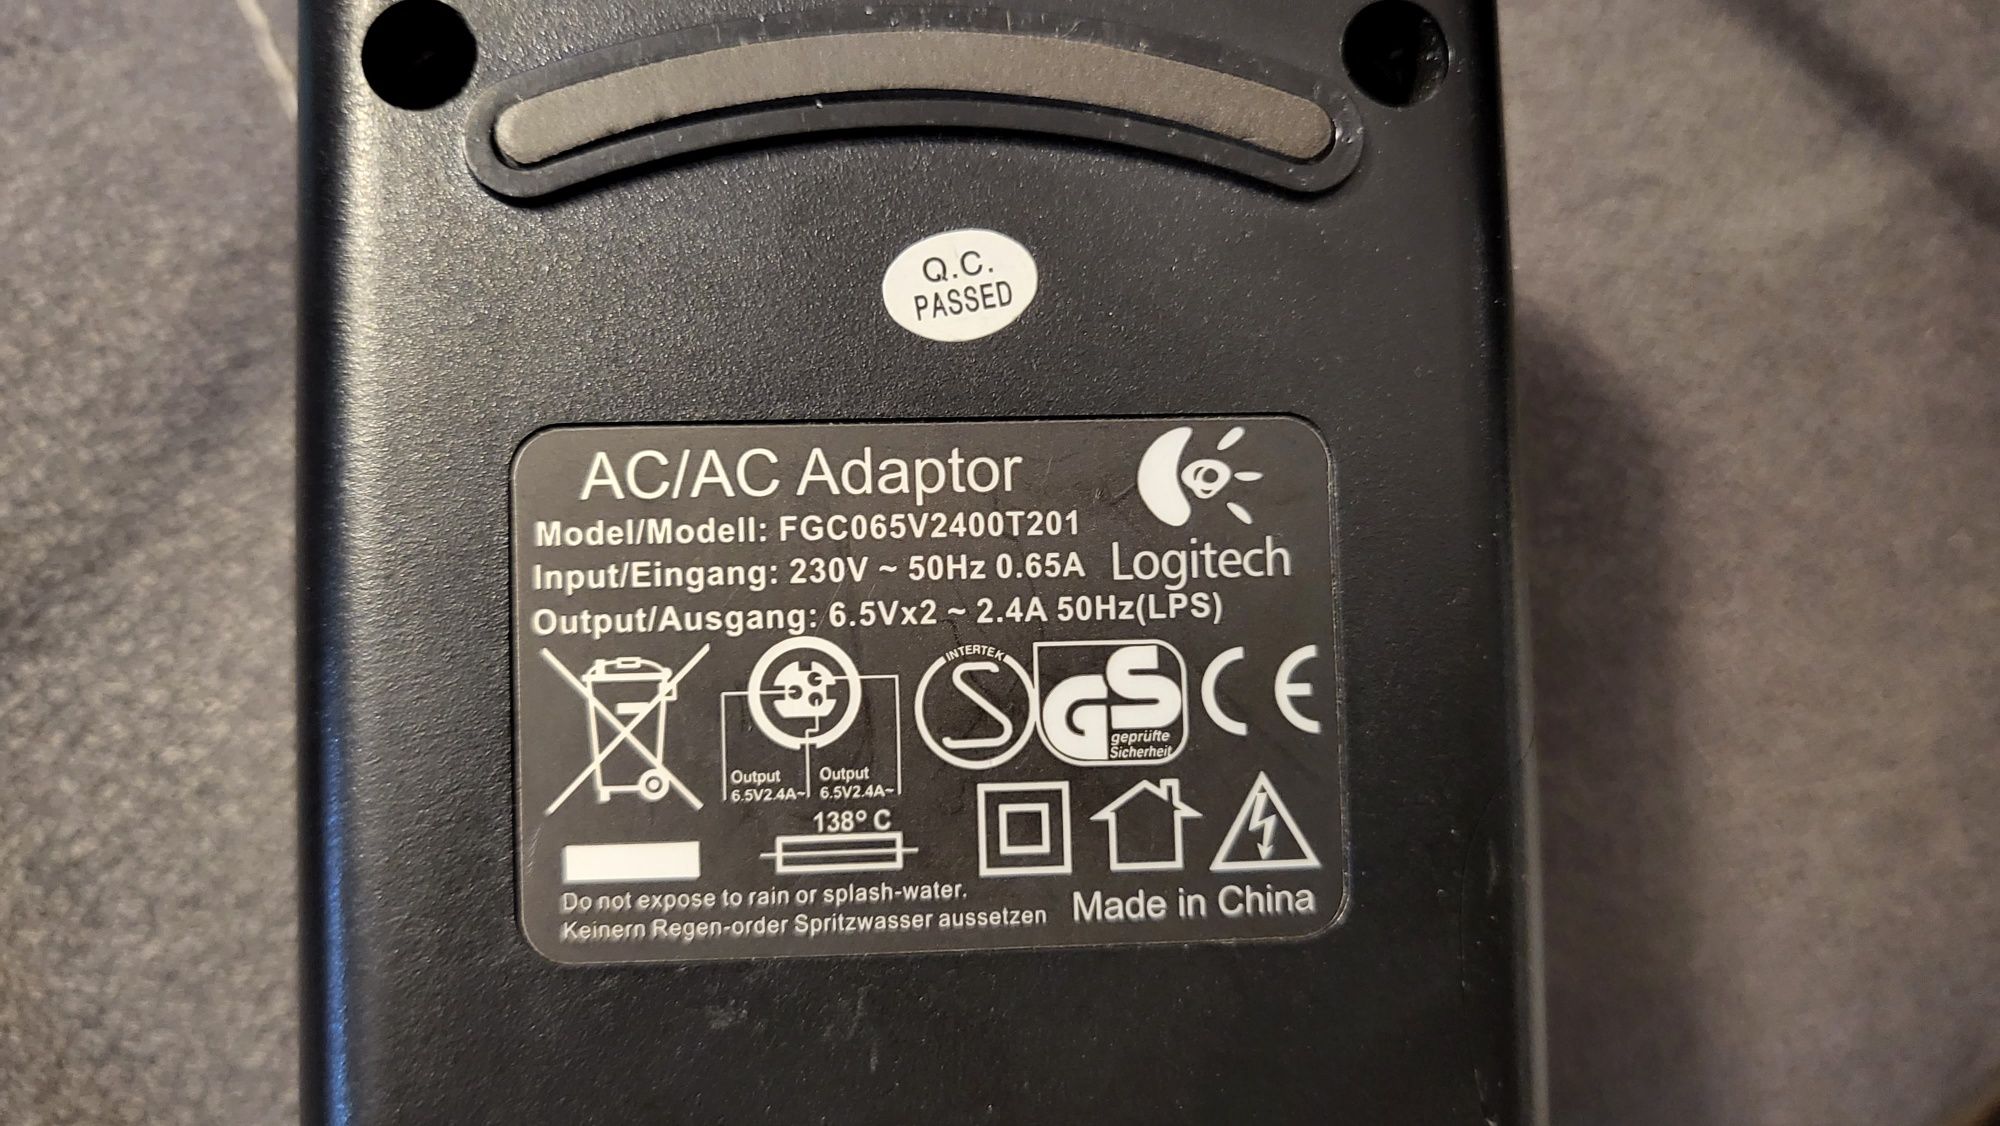 Q.C.
PASSED
AC/AC Adaptor
Model/Modell: FGC065V2400T201
Input/Eingang: 230V ~ 50Hz 0.65A
Logitech
Output/Ausgang: 6.5Vx2 ~ 2.4A 50Hz(LPS)
INTERTEK
S
GS
geprüfte
Sicherheit
CE
Output
6.5V2.4A~
Output
6.5V2.4A~
138° C
Do not expose to rain or splash-water.
Keinern Regen-order Spritzwasser aussetzen
Made in China